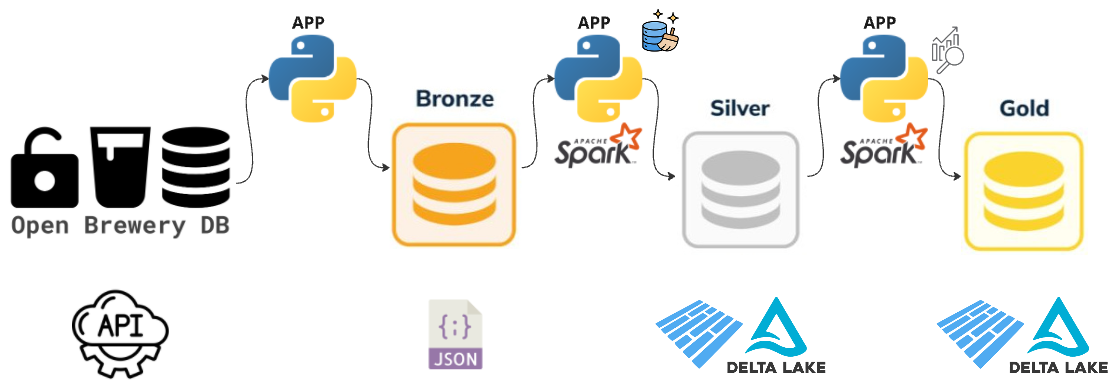 APP
APP
APP
Bronze
Silver
Gold
APACHE
Spark
APACHE
Spark
Open Brewery DB
API
{;}
JSON
DELTA LAKE
DELTA LAKE